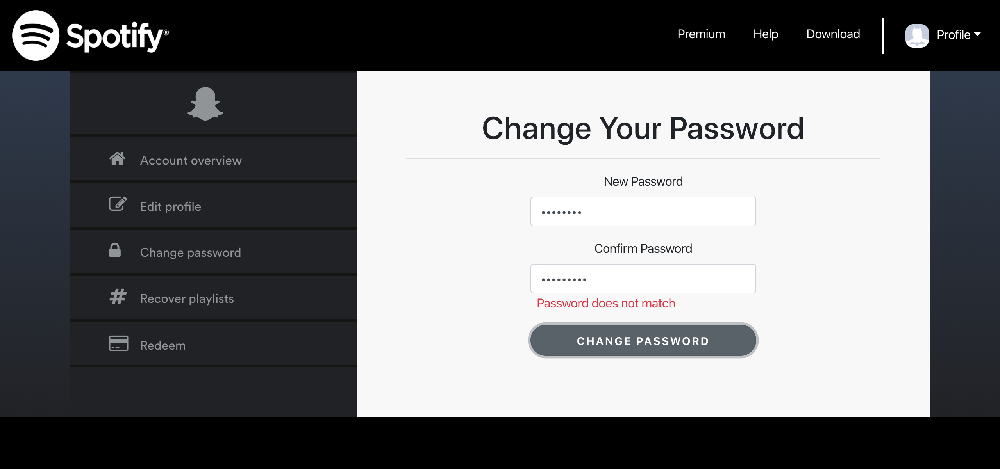 Spotify®
Premium
Help
Download
Profile
Account overview
Edit profile
Change password
Recover playlists
Redeem
Change Your Password
New Password
••••••••
Confirm Password
•••••••••
Password does not match
CHANGE PASSWORD